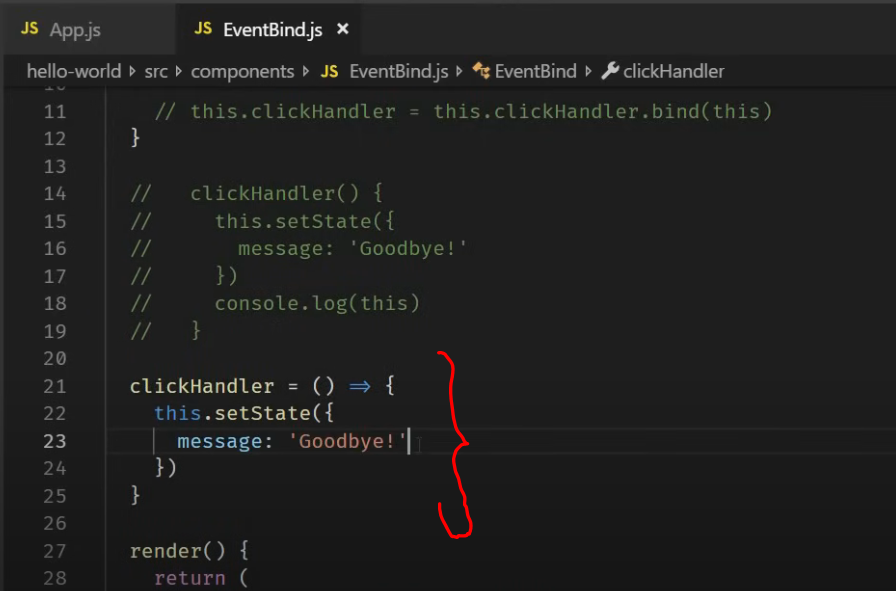 JS App.js JS EventBind.js ×
hello-world src components JS EventBind.js EventBind clickHandler
10
11 // this.clickHandler = this.clickHandler.bind(this)
12 }
13
14 // clickHandler() {
15 // this.setState({
16 // message: 'Goodbye!'
17 // })
18 // console.log(this)
19 // }
20
21 clickHandler = () => {
22 this.setState({
23 message: 'Goodbye!'
24 })
25 }
26
27 render() {
28 return (